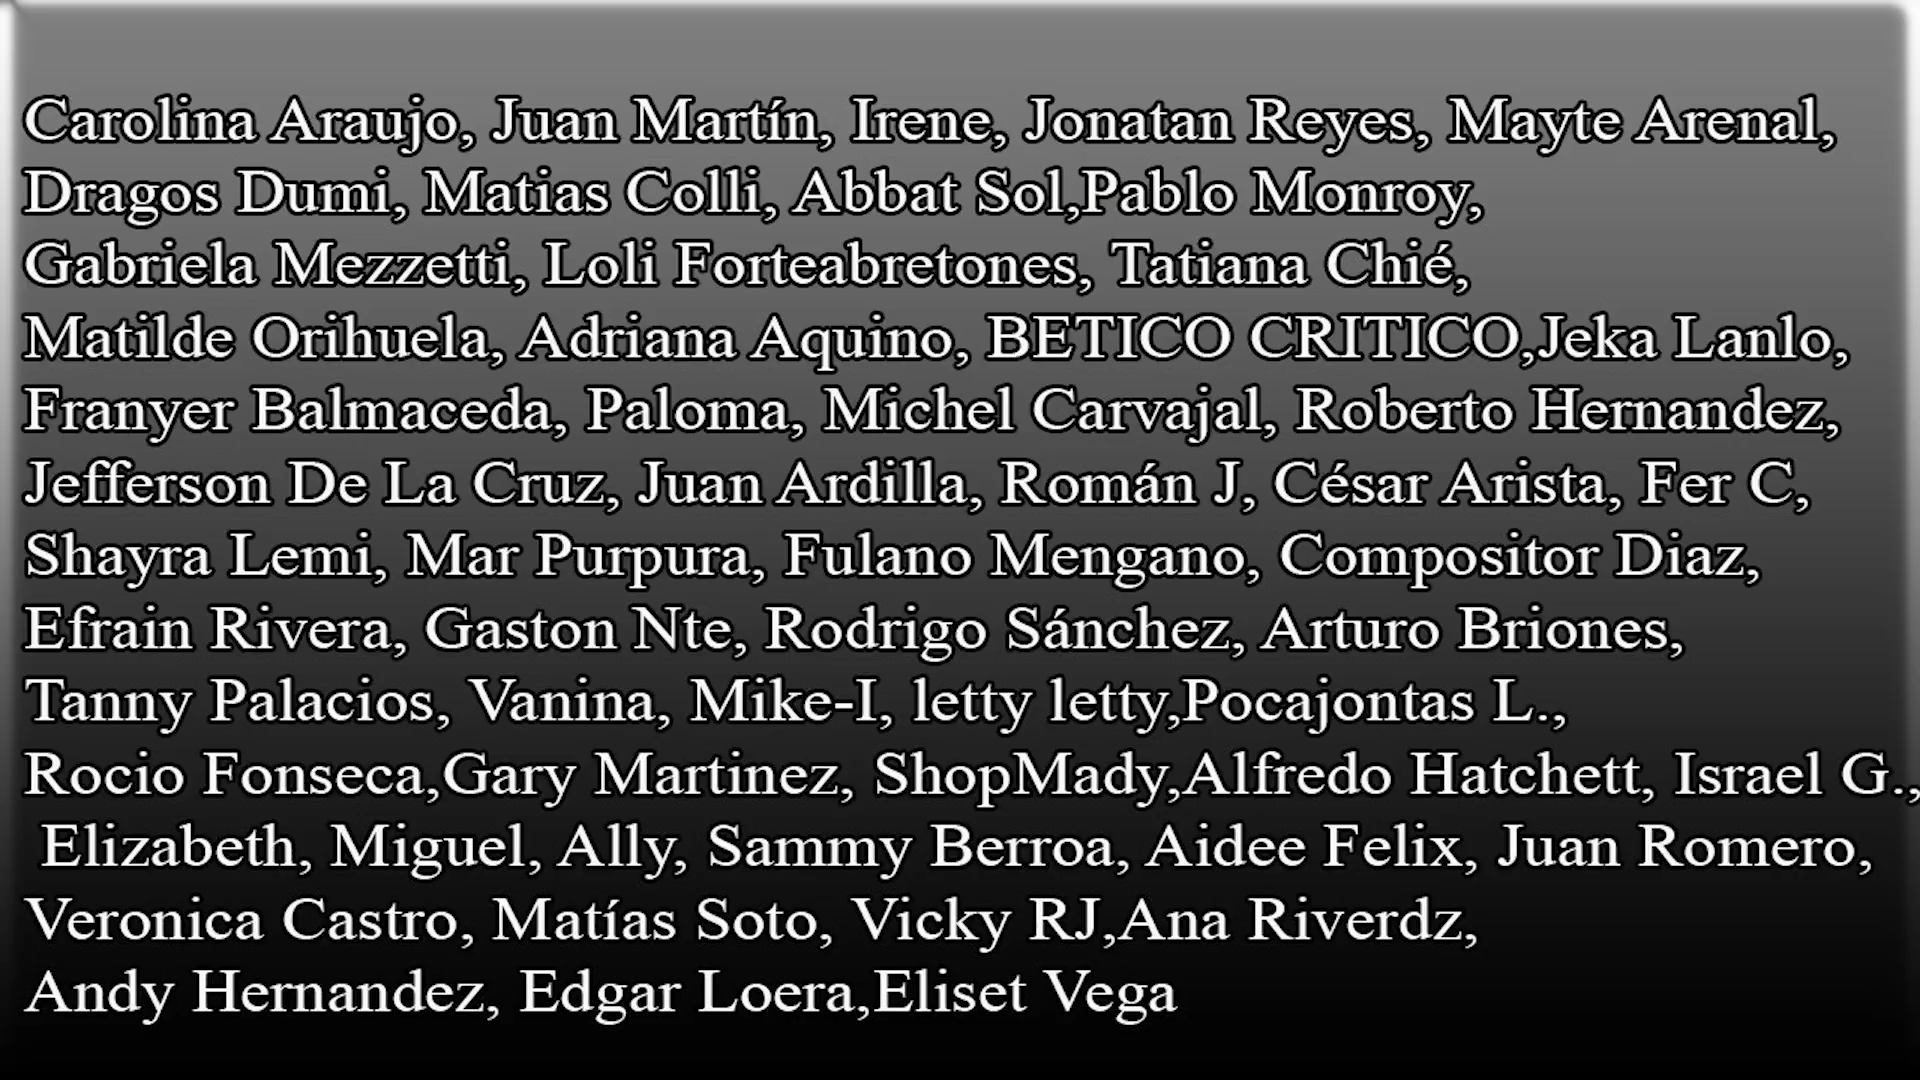 Carolina Araujo, Juan Martín, Irene, Jonatan Reyes, Mayte Arenal,
Dragos Dumi, Matias Colli, Abbat Sol,Pablo Monroy,
Gabriela Mezzetti, Loli Forteabretones, Tatiana Chié,
Matilde Orihuela, Adriana Aquino, BETICO CRITICO,Jeka Lanlo,
Franyer Balmaceda, Paloma, Michel Carvajal, Roberto Hernandez,
Jefferson De La Cruz, Juan Ardilla, Román J, César Arista, Fer C,
Shayra Lemi, Mar Purpura, Fulano Mengano, Compositor Diaz,
Efrain Rivera, Gaston Nte, Rodrigo Sánchez, Arturo Briones,
Tanny Palacios, Vanina, Mike-I, letty letty,Pocajontas L.,
Rocio Fonseca,Gary Martinez, ShopMady,Alfredo Hatchett, Israel G.,
Elizabeth, Miguel, Ally, Sammy Berroa, Aidee Felix, Juan Romero,
Veronica Castro, Matías Soto, Vicky RJ,Ana Riverdz,
Andy Hernandez, Edgar Loera,Eliset Vega